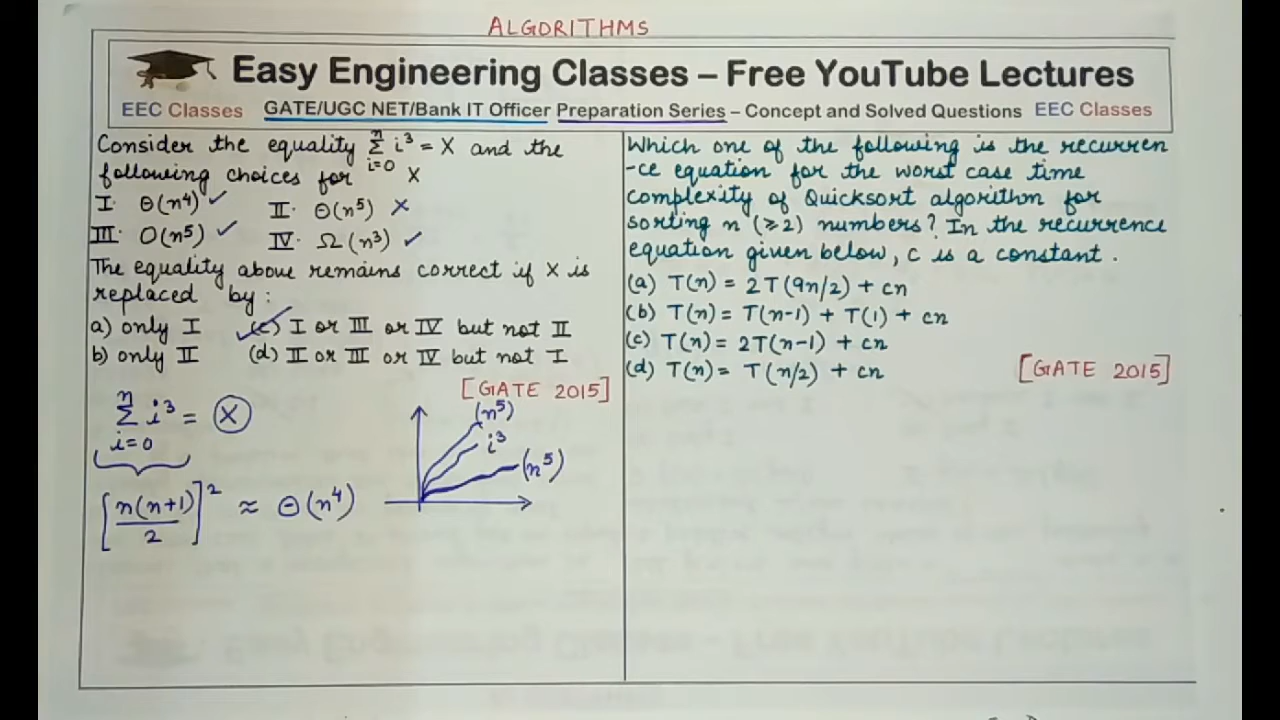 ALGORITHMS
Easy Engineering Classes – Free YouTube Lectures
EEC Classes GATE/UGC NET/Bank IT Officer Preparation Series – Concept and Solved Questions EEC Classes
Consider the equality ∑ i=0 n i³ = X and the
following choices for X
I. Θ(n⁴) ✓ II. Θ(n⁵) ✗
III. O(n⁵) ✓ IV. Ω(n³) ✓
The equality above remains correct if X is
replaced by :
a) only I ✓(c) I or III or IV but not II
b) only II (d) II or III or IV but not I
[GATE 2015]
n
∑ i³ = X
i=0
[n(n+1)/2]² ≈ Θ(n⁴)
(n⁵)
i³
(n⁵)
Which one of the following is the recurren
-ce equation for the worst case time
complexity of Quicksort algorithm for
sorting n (≥2) numbers? In the recurrence
equation given below, c is a constant.
(a) T(n) = 2T(9n/2) + cn
(b) T(n) = T(n-1) + T(1) + cn
(c) T(n) = 2T(n-1) + cn
(d) T(n) = T(n/2) + cn [GATE 2015]